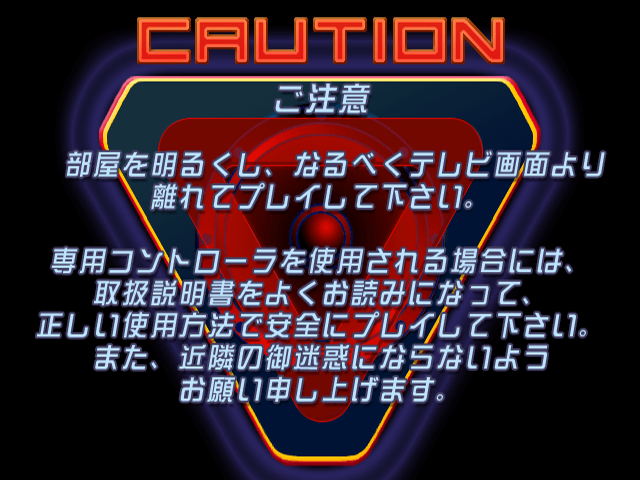 CAUTION
ご注意
部屋を明るくし、なるべくテレビ画面より
離れてプレイして下さい。
専用コントローラを使用される場合には、
取扱説明書をよくお読みになって、
正しい使用方法で安全にプレイして下さい。
また、近隣の御迷惑にならないよう
お願い申し上げます。